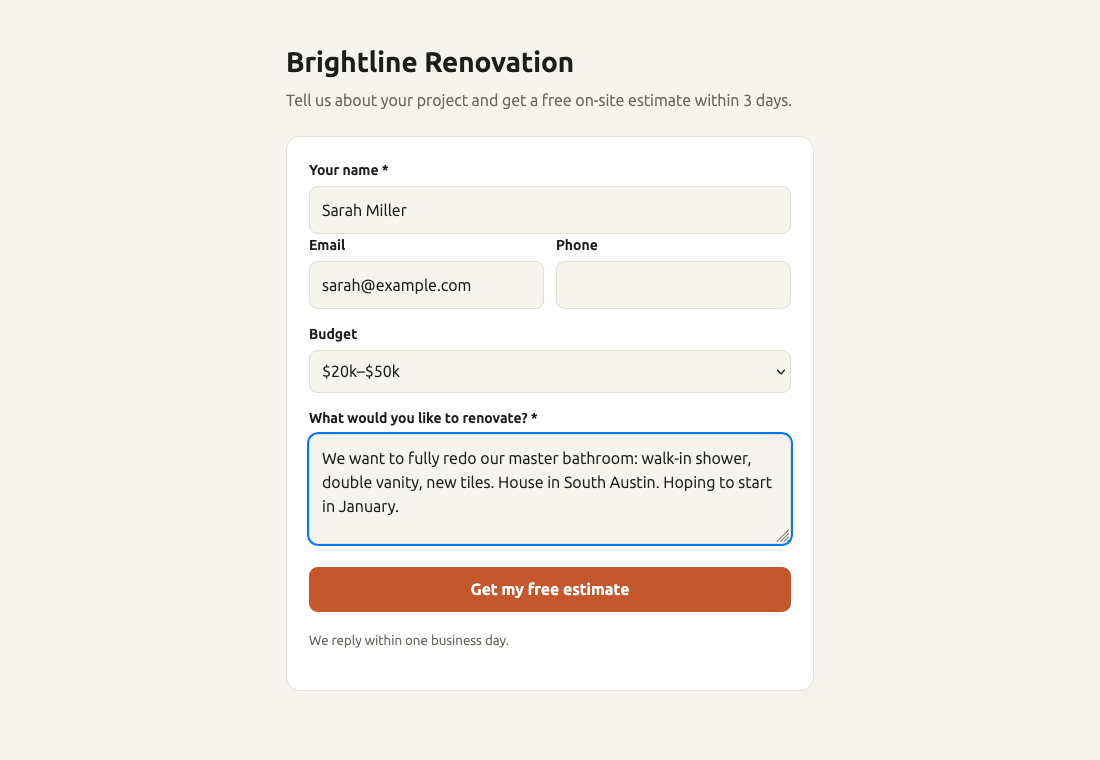 Brightline Renovation
Tell us about your project and get a free on-site estimate within 3 days.
Your name *
Sarah Miller
Email
Phone
sarah@example.com
Budget
$20k–$50k
What would you like to renovate? *
We want to fully redo our master bathroom: walk-in shower,
double vanity, new tiles. House in South Austin. Hoping to start
in January.
Get my free estimate
We reply within one business day.